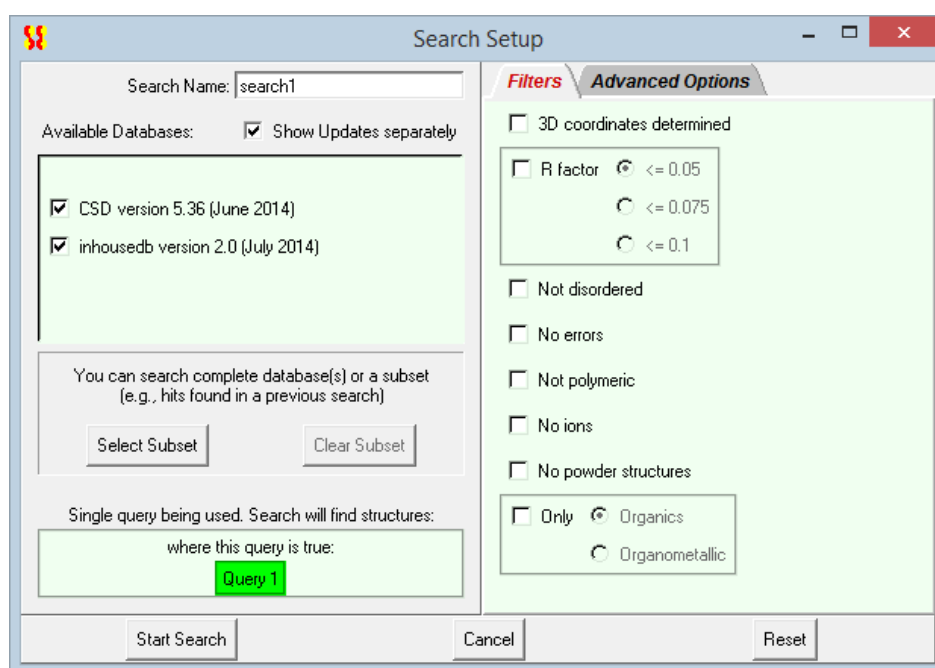 Search Setup
Search Name: search1
Available Databases: Show Updates separately
CSD version 5.36 (June 2014)
inhousedb version 2.0 (July 2014)
You can search complete database(s) or a subset
(e.g., hits found in a previous search)
Select Subset Clear Subset
Single query being used. Search will find structures:
where this query is true:
Query 1
Filters Advanced Options
3D coordinates determined
R factor <= 0.05
<= 0.075
<= 0.1
Not disordered
No errors
Not polymeric
No ions
No powder structures
Only Organics
Organometallic
Start Search Cancel Reset